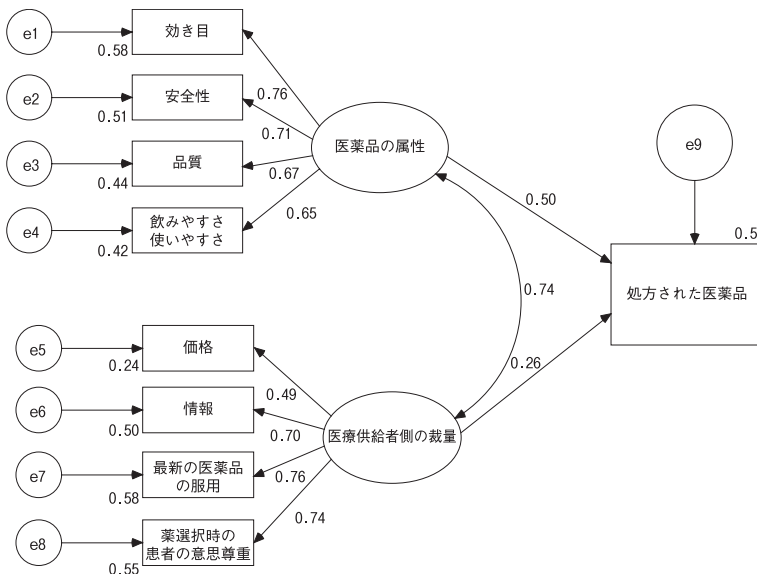 e1
効き目
0.58
e2
安全性
0.76
0.51
0.71
医薬品の属性
e9
e3
品質
0.44
0.67
e4
飲みやすさ
使いやすさ
0.65
0.42
0.50
0.5
処方された医薬品
0.74
e5
価格
0.24
0.49
0.26
e6
情報
0.50
0.70
医療供給者側の裁量
e7
最新の医薬品
の服用
0.76
0.58
0.74
e8
薬選択時の
患者の意思尊重
0.55